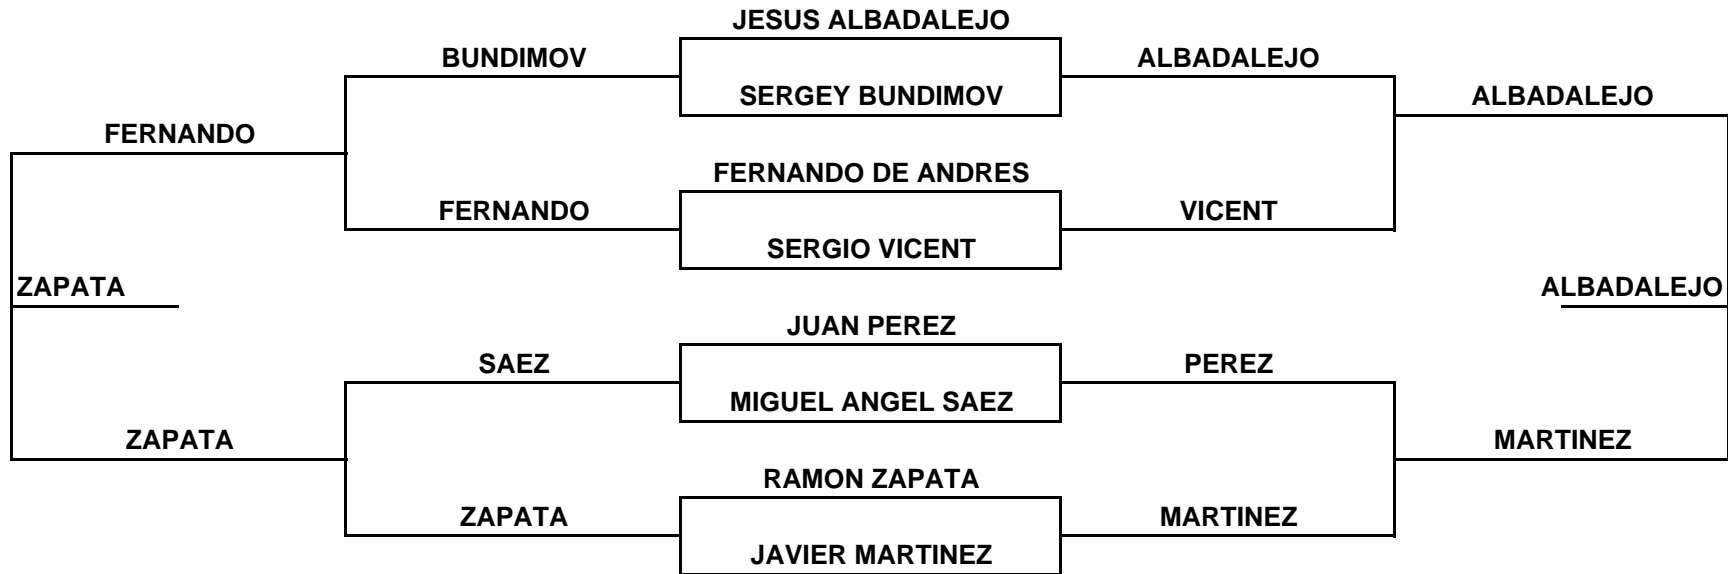 JESUS ALBADALEJO
BUNDIMOV
ALBADALEJO
SERGEY BUNDIMOV
ALBADALEJO
FERNANDO
FERNANDO DE ANDRES
FERNANDO
VICENT
SERGIO VICENT
ZAPATA
ALBADALEJO
JUAN PEREZ
SAEZ
PEREZ
MIGUEL ANGEL SAEZ
ZAPATA
MARTINEZ
RAMON ZAPATA
ZAPATA
MARTINEZ
JAVIER MARTINEZ